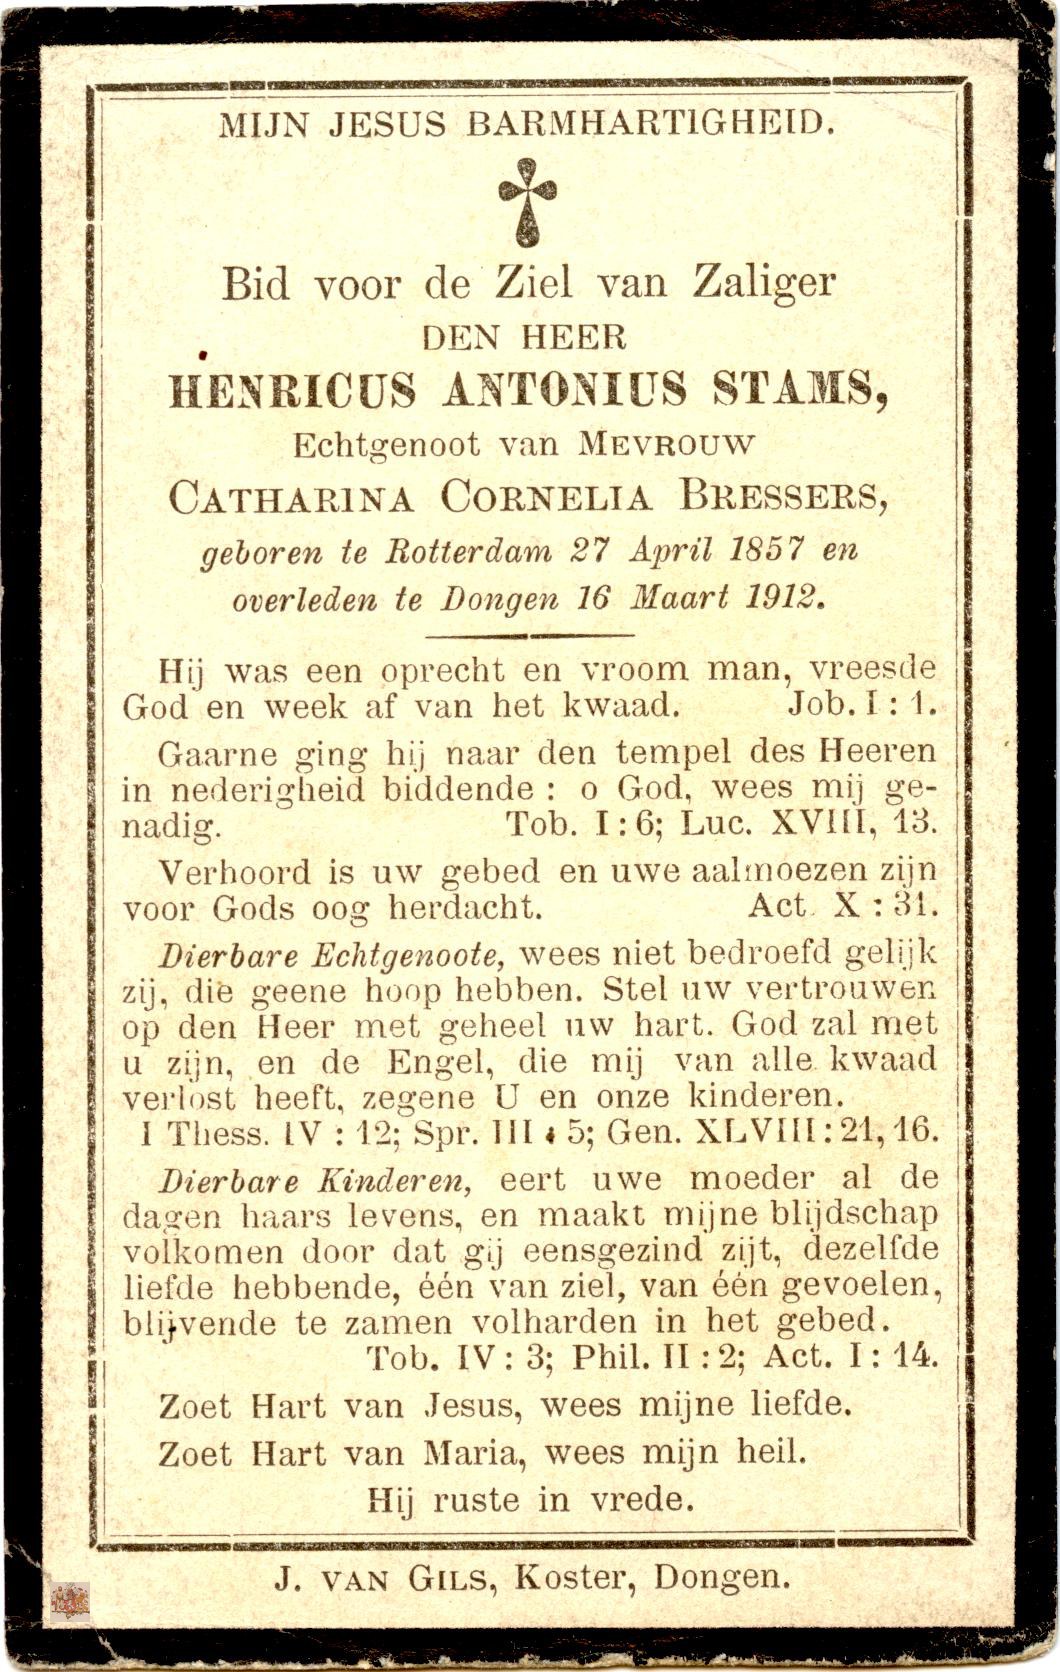 MIJN JESUS BARMHARTIGHEID.
Bid voor de Ziel van Zaliger
DEN HEER
HENRICUS ANTONIUS STAMS,
Echtgenoot van MEVROUW
CATHARINA CORNELIA BRESSERS,
geboren te Rotterdam 27 April 1857 en
overleden te Dongen 16 Maart 1912.
Hij was een oprecht en vroom man, vreesde
God en week af van het kwaad. Job. I : 1.
Gaarne ging hij naar den tempel des Heeren
in nederigheid biddende : o God, wees mij ge-
nadig. Tob. I : 6; Luc. XVIII, 13.
Verhoord is uw gebed en uwe aalmoezen zijn
voor Gods oog herdacht. Act. X : 31.
Dierbare Echtgenoote, wees niet bedroefd gelijk
zij, die geene hoop hebben. Stel uw vertrouwen
op den Heer met geheel uw hart. God zal met
u zijn, en de Engel, die mij van alle kwaad
verlost heeft, zegene U en onze kinderen.
I Thess. IV : 12; Spr. III : 5; Gen. XLVIII : 21, 16.
Dierbare Kinderen, eert uwe moeder al de
dagen haars levens, en maakt mijne blijdschap
volkomen door dat gij eensgezind zijt, dezelfde
liefde hebbende, één van ziel, van één gevoelen,
blijvende te zamen volharden in het gebed.
Tob. IV : 3; Phil. II : 2; Act. I : 14.
Zoet Hart van Jesus, wees mijne liefde.
Zoet Hart van Maria, wees mijn heil.
Hij ruste in vrede.
J. VAN GILS, Koster, Dongen.